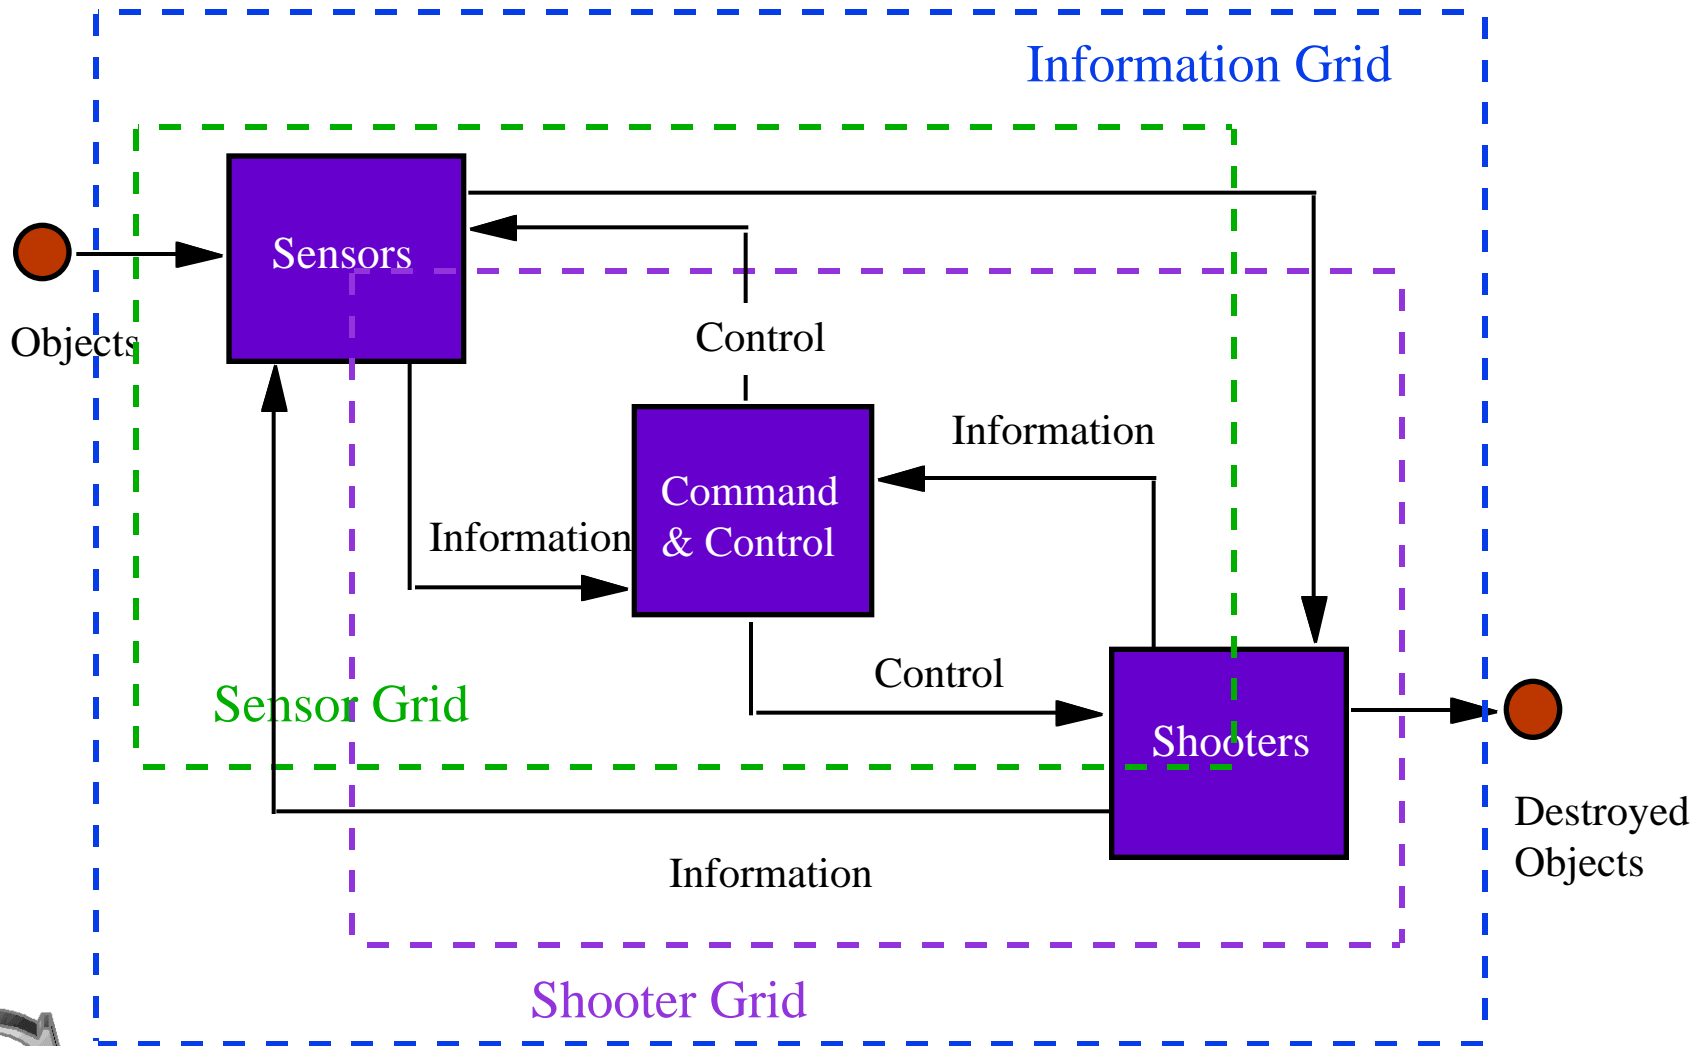 Information Grid
Sensors
Objects
Control
Information
Command
& Control
Information
Control
Sensor Grid
Shooters
Destroyed
Objects
Information
Shooter Grid